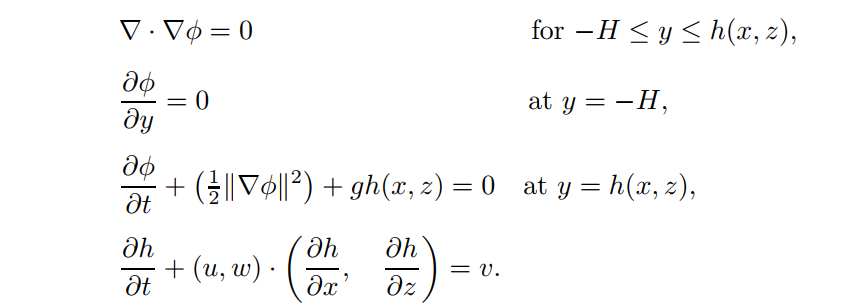 ∇ · ∇ϕ = 0 for −H ≤ y ≤ h(x, z),
∂ϕ/∂y = 0 at y = −H,
∂ϕ/∂t + (½‖∇ϕ‖²) + gh(x, z) = 0 at y = h(x, z),
∂h/∂t + (u, w) · (∂h/∂x, ∂h/∂z) = v.